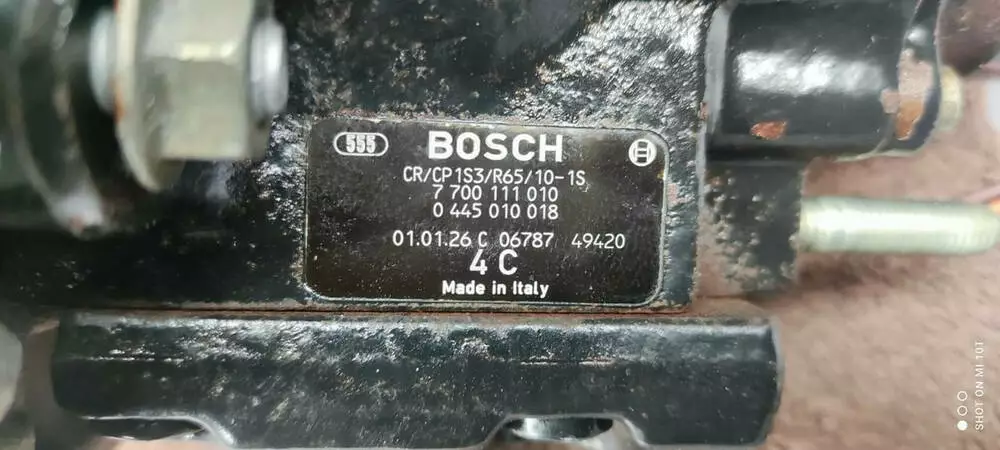 555 BOSCH
CR/CP1S3/R65/10-1S
7 700 111 010
0 445 010 018
01.01.26 C 06787 49420
4 C
Made in Italy
SHOT ON MI 10T